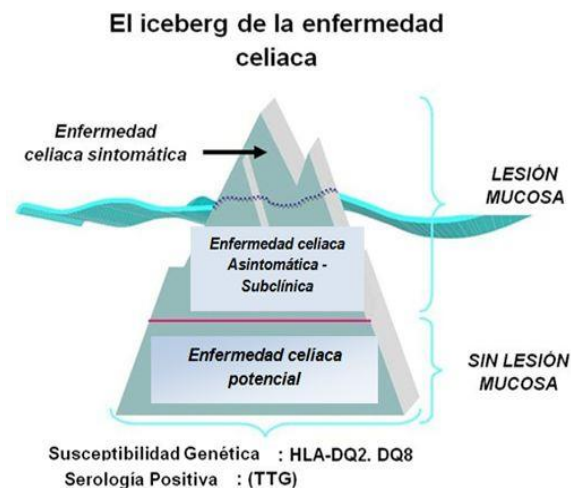 El iceberg de la enfermedad
celiaca
Enfermedad
celiaca sintomática
LESIÓN
MUCOSA
Enfermedad celiaca
Asintomática -
Subclínica
Enfermedad celiaca
potencial
SIN LESIÓN
MUCOSA
Susceptibilidad Genética : HLA-DQ2. DQ8
Serología Positiva : (TTG)